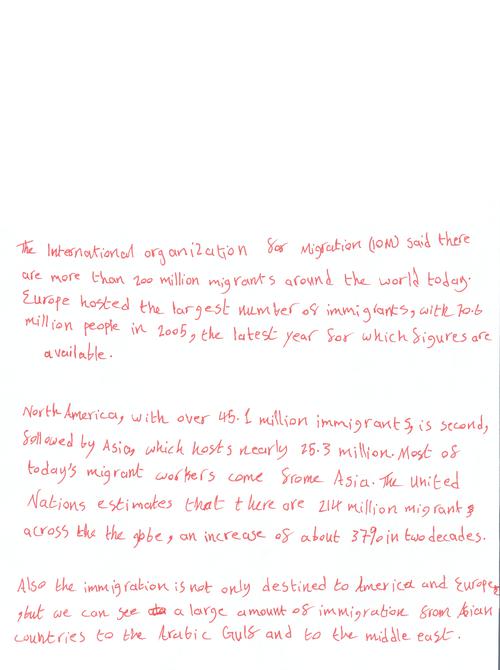 The International organization for Migration (IOM) said there
are more than 200 million migrants around the world today.
Europe hosted the largest number of immigrants, with 70.6
million people in 2005, the latest year for which figures are
available.
North America, with over 45.1 million immigrants, is second,
followed by Asia, which hosts nearly 25.3 million. Most of
today's migrant workers come frome Asia. The United
Nations estimates that there are 214 million migrants
across the the globe, an increase of about 37% in two decades.
Also the immigration is not only destined to America and Europe,
,but we can see a large amount of immigration from Asian
countries to the Arabic Gulf and to the middle east.